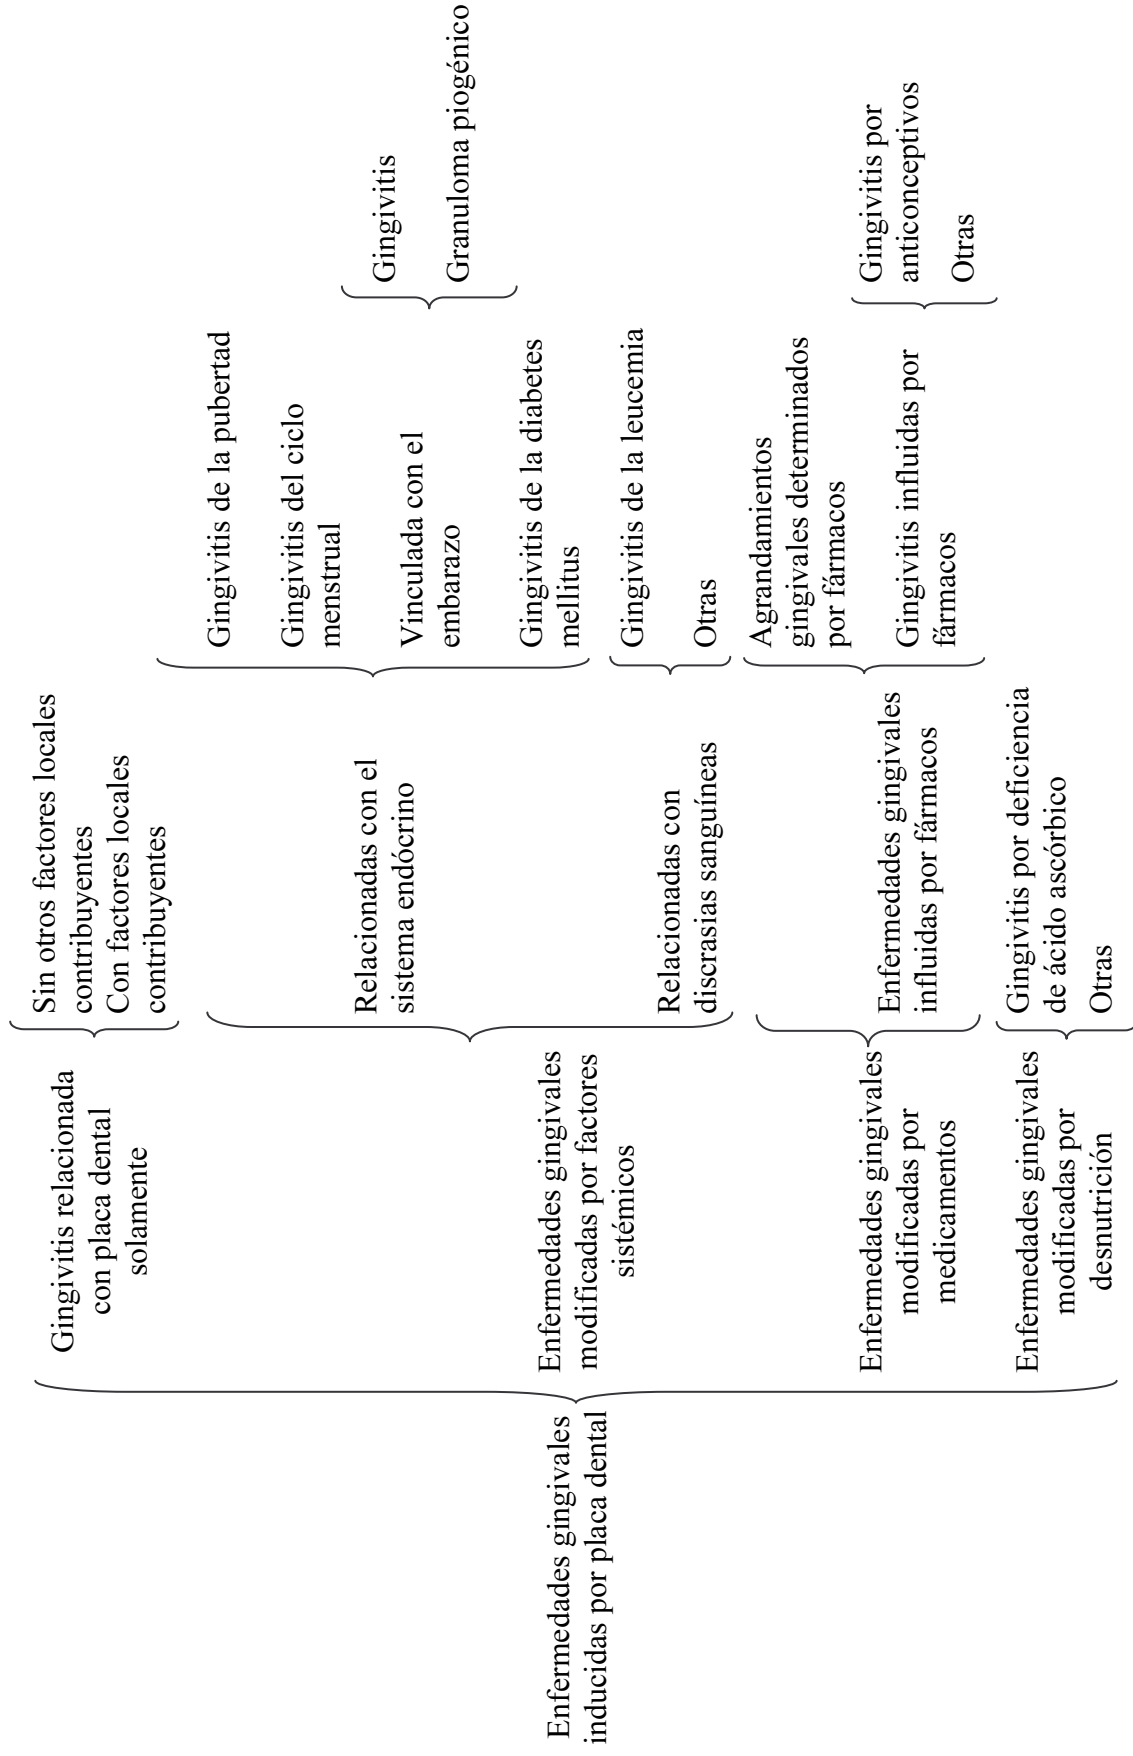 Enfermedades gingivales
inducidas por placa dental
Gingivitis relacionada
con placa dental
solamente
Sin otros factores locales
contribuyentes
Con factores locales
contribuyentes
Enfermedades gingivales
modificadas por factores
sistémicos
Relacionadas con el
sistema endócrino
Gingivitis de la pubertad
Gingivitis del ciclo
menstrual
Vinculada con el
embarazo
Gingivitis
Granuloma piogénico
Gingivitis de la diabetes
mellitus
Relacionadas con
discrasias sanguíneas
Gingivitis de la leucemia
Otras
Enfermedades gingivales
modificadas por
medicamentos
Enfermedades gingivales
influidas por fármacos
Agrandamientos
gingivales determinados
por fármacos
Gingivitis influidas por
fármacos
Gingivitis por
anticonceptivos
Otras
Enfermedades gingivales
modificadas por
desnutrición
Gingivitis por deficiencia
de ácido ascórbico
Otras